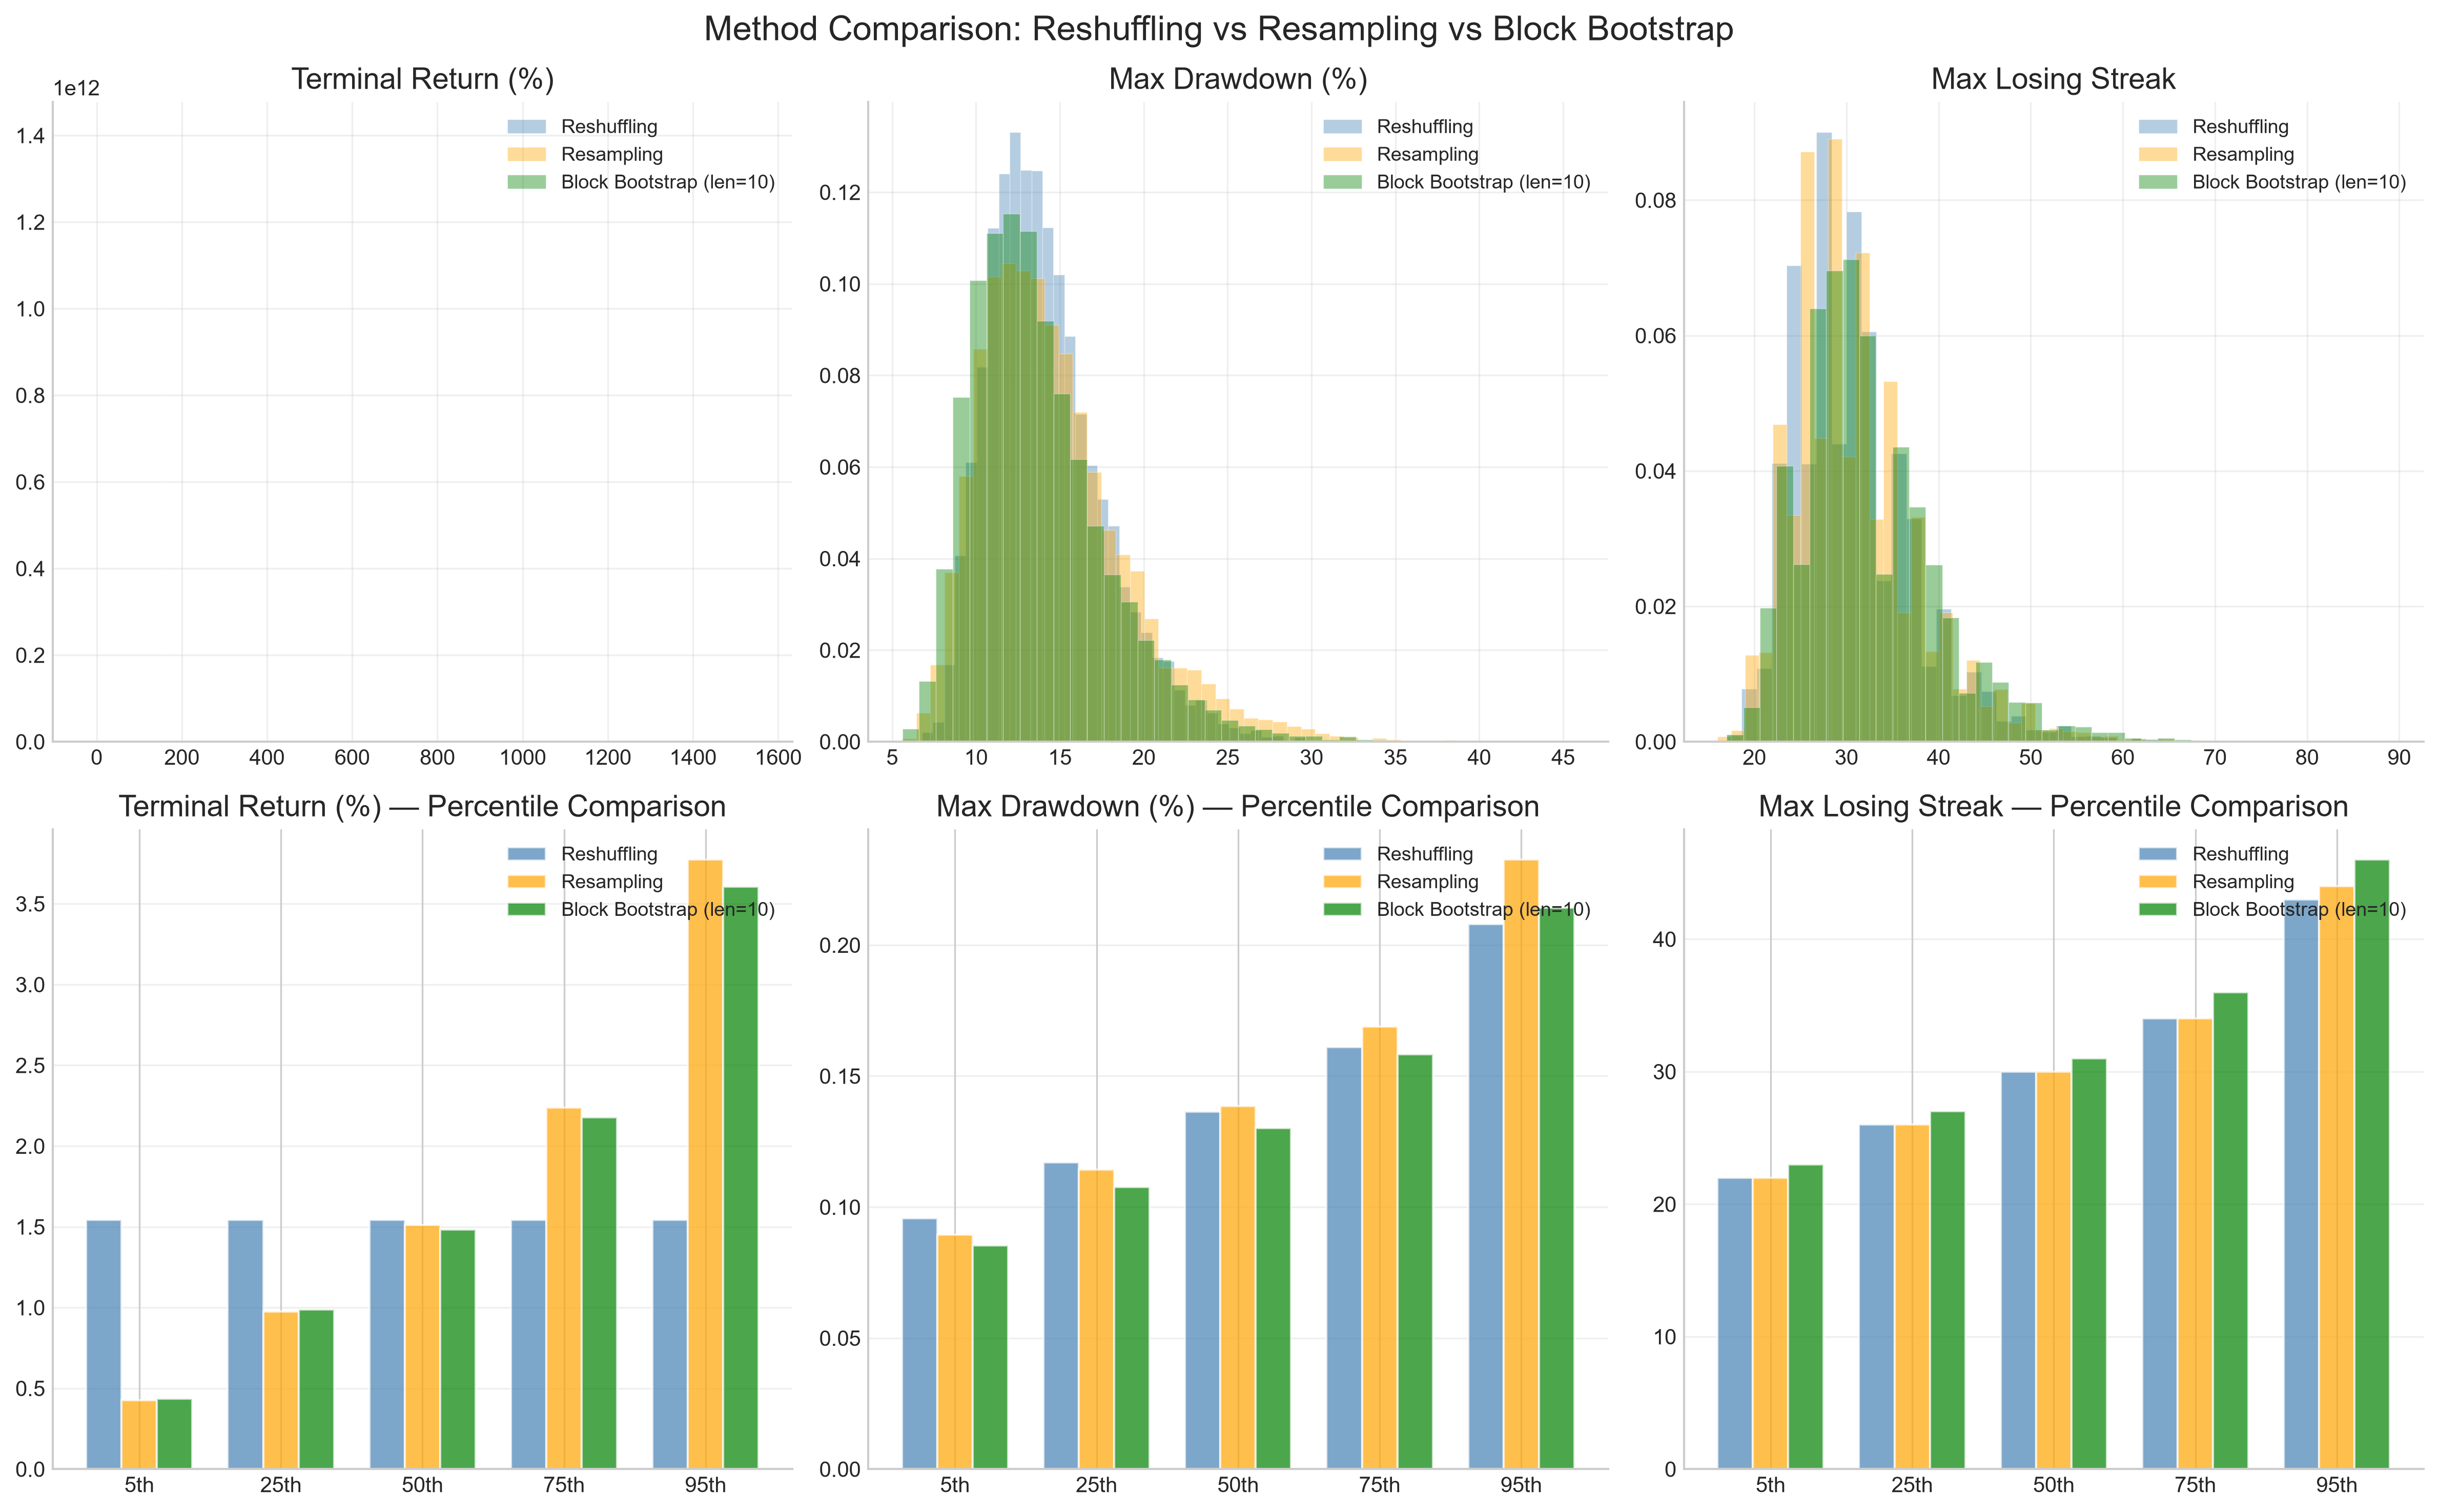 Method Comparison: Reshuffling vs Resampling vs Block Bootstrap
Terminal Return (%)
1e12
1.4
1.2
1.0
0.8
0.6
0.4
0.2
0.0
0 200 400 600 800 1000 1200 1400 1600
Reshuffling
Resampling
Block Bootstrap (len=10)
Max Drawdown (%)
0.12
0.10
0.08
0.06
0.04
0.02
0.00
5 10 15 20 25 30 35 40 45
Reshuffling
Resampling
Block Bootstrap (len=10)
Max Losing Streak
0.08
0.06
0.04
0.02
0.00
20 30 40 50 60 70 80 90
Reshuffling
Resampling
Block Bootstrap (len=10)
Terminal Return (%) — Percentile Comparison
3.5
3.0
2.5
2.0
1.5
1.0
0.5
0.0
5th 25th 50th 75th 95th
Reshuffling
Resampling
Block Bootstrap (len=10)
Max Drawdown (%) — Percentile Comparison
0.20
0.15
0.10
0.05
0.00
5th 25th 50th 75th 95th
Reshuffling
Resampling
Block Bootstrap (len=10)
Max Losing Streak — Percentile Comparison
40
30
20
10
0
5th 25th 50th 75th 95th
Reshuffling
Resampling
Block Bootstrap (len=10)